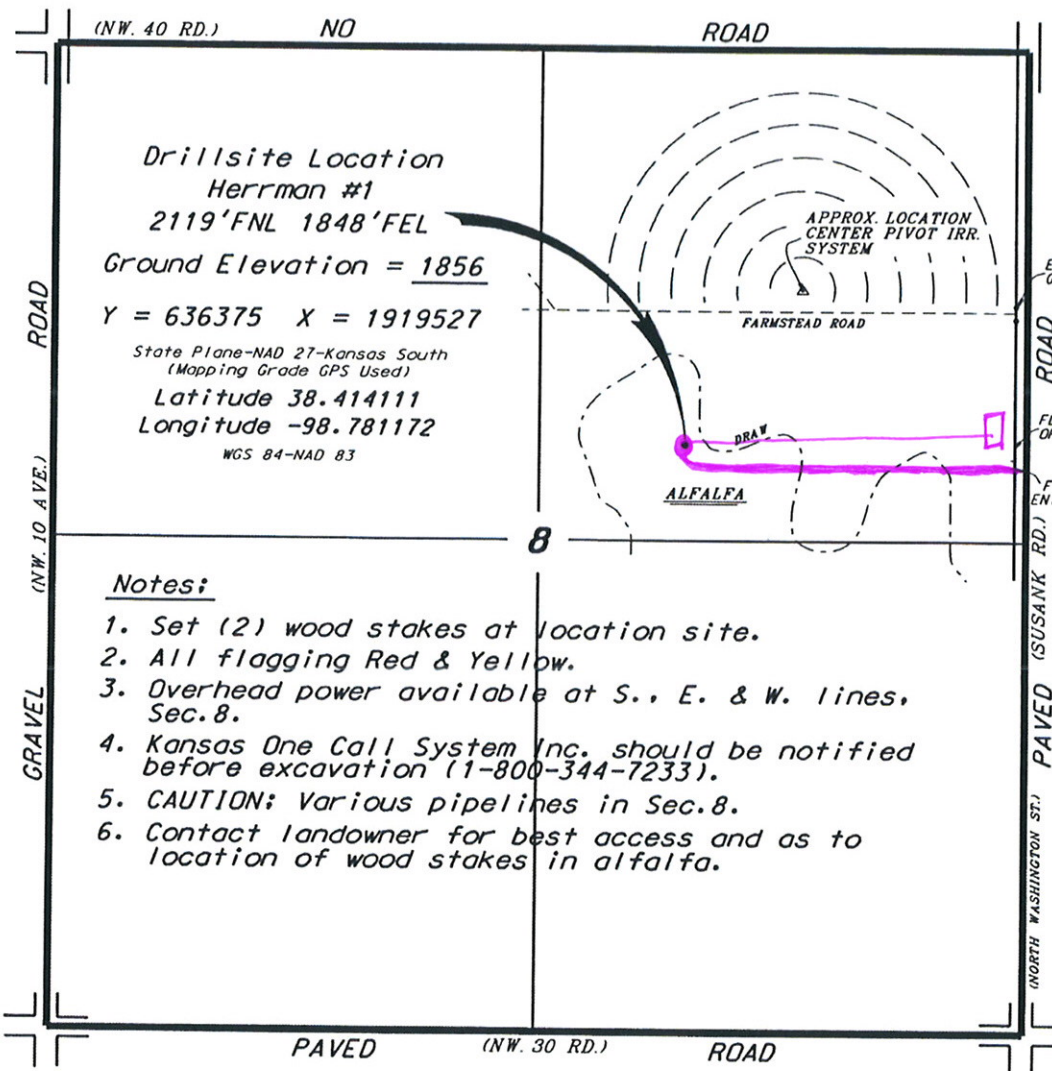 (NW. 40 RD.) NO ROAD
Drillsite Location
Herrman #1
2119'FNL 1848'FEL
Ground Elevation = 1856
Y = 636375 X = 1919527
State Plane-NAD 27-Kansas South
(Mapping Grade GPS Used)
Latitude 38.414111
Longitude -98.781172
WGS 84-NAD 83
APPROX. LOCATION
CENTER PIVOT IRR.
SYSTEM
FARMSTEAD ROAD
DRAW
ALFALFA
8
Notes:
1. Set (2) wood stakes at location site.
2. All flagging Red & Yellow.
3. Overhead power available at S., E. & W. lines,
Sec.8.
4. Kansas One Call System Inc. should be notified
before excavation (1-800-344-7233).
5. CAUTION: Various pipelines in Sec.8.
6. Contact landowner for best access and as to
location of wood stakes in alfalfa.
GRAVEL (NW. 10 AVE.) ROAD
(NORTH WASHINGTON ST.) (SUSANK RD.)
PAVED ROAD
PAVED (NW. 30 RD.) ROAD